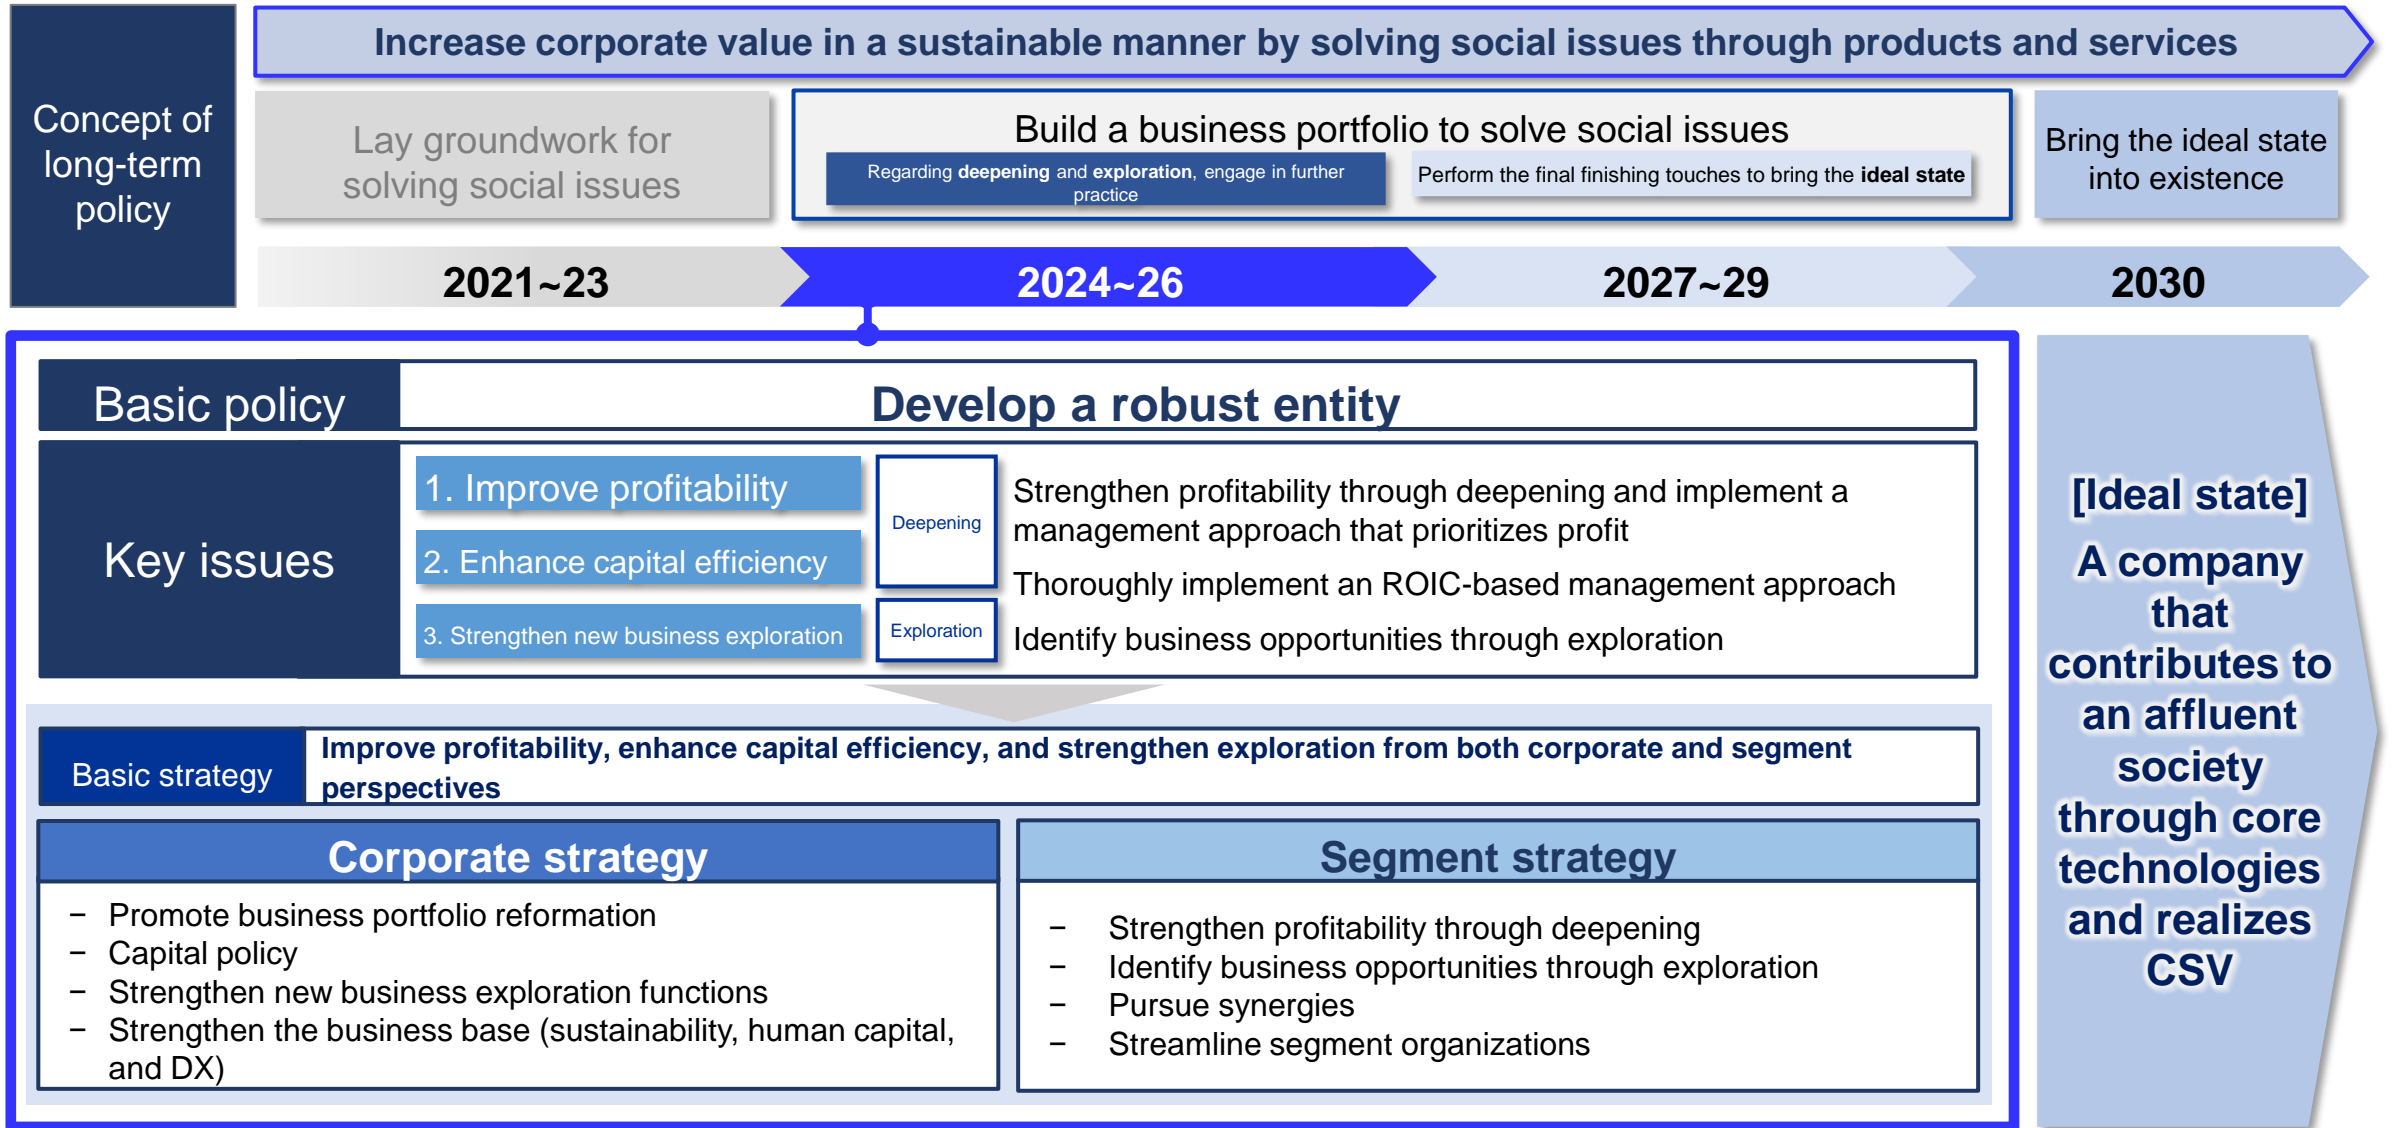 Concept of
long-term
policy
Increase corporate value in a sustainable manner by solving social issues through products and services
Lay groundwork for
solving social issues
Build a business portfolio to solve social issues
Regarding deepening and exploration, engage in further
practice
Perform the final finishing touches to bring the ideal state
Bring the ideal state
into existence
2021~23
2024~26
2027~29
2030
Basic policy
Develop a robust entity
Key issues
1. Improve profitability
2. Enhance capital efficiency
3. Strengthen new business exploration
Deepening
Exploration
Strengthen profitability through deepening and implement a
management approach that prioritizes profit
Thoroughly implement an ROIC-based management approach
Identify business opportunities through exploration
Basic strategy
Improve profitability, enhance capital efficiency, and strengthen exploration from both corporate and segment
perspectives
Corporate strategy
− Promote business portfolio reformation
− Capital policy
− Strengthen new business exploration functions
− Strengthen the business base (sustainability, human capital,
and DX)
Segment strategy
− Strengthen profitability through deepening
− Identify business opportunities through exploration
− Pursue synergies
− Streamline segment organizations
[Ideal state]
A company
that
contributes to
an affluent
society
through core
technologies
and realizes
CSV